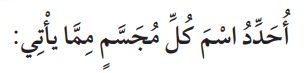 أُحَدِّدُ اسْمَ كُلِّ مُجَسَّمٍ مِمَّا يَأْتِي: